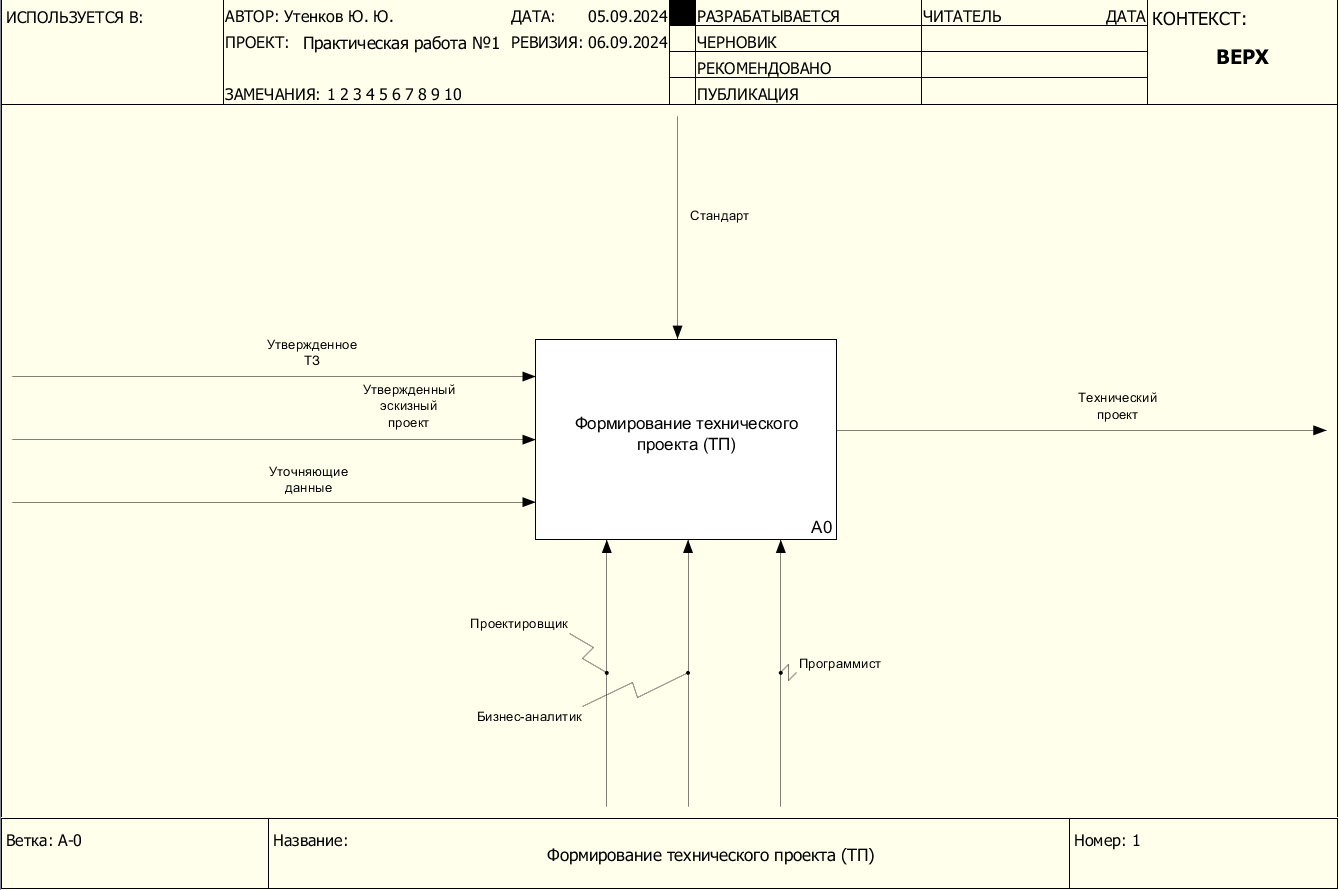 ИСПОЛЬЗУЕТСЯ В:
АВТОР: Утенков Ю. Ю.
ДАТА: 05.09.2024
ПРОЕКТ: Практическая работа №1
РЕВИЗИЯ: 06.09.2024
ЗАМЕЧАНИЯ: 1 2 3 4 5 6 7 8 9 10
РАЗРАБАТЫВАЕТСЯ
ЧЕРНОВИК
РЕКОМЕНДОВАНО
ПУБЛИКАЦИЯ
ЧИТАТЕЛЬ
ДАТА
КОНТЕКСТ:
ВЕРХ
Стандарт
Утвержденное
ТЗ
Утвержденный
эскизный
проект
Уточняющие
данные
Формирование технического
проекта (ТП)
A0
Технический
проект
Проектировщик
Программист
Бизнес-аналитик
Ветка: A-0
Название:
Формирование технического проекта (ТП)
Номер: 1